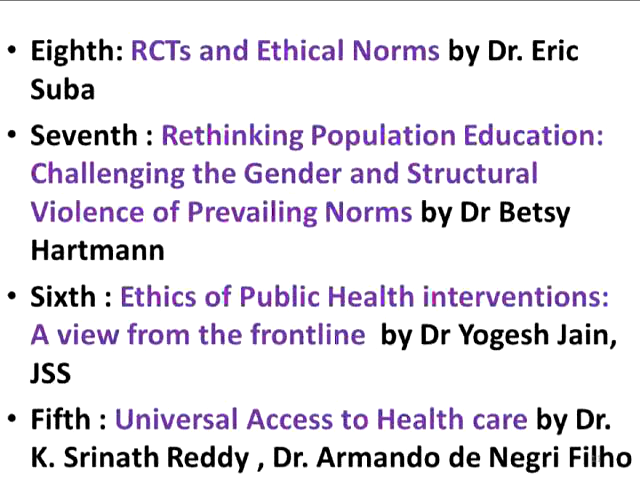 • Eighth: RCTs and Ethical Norms by Dr. Eric
Suba
• Seventh : Rethinking Population Education:
Challenging the Gender and Structural
Violence of Prevailing Norms by Dr Betsy
Hartmann
• Sixth : Ethics of Public Health interventions:
A view from the frontline by Dr Yogesh Jain,
JSS
• Fifth : Universal Access to Health care by Dr.
K. Srinath Reddy , Dr. Armando de Negri Filho